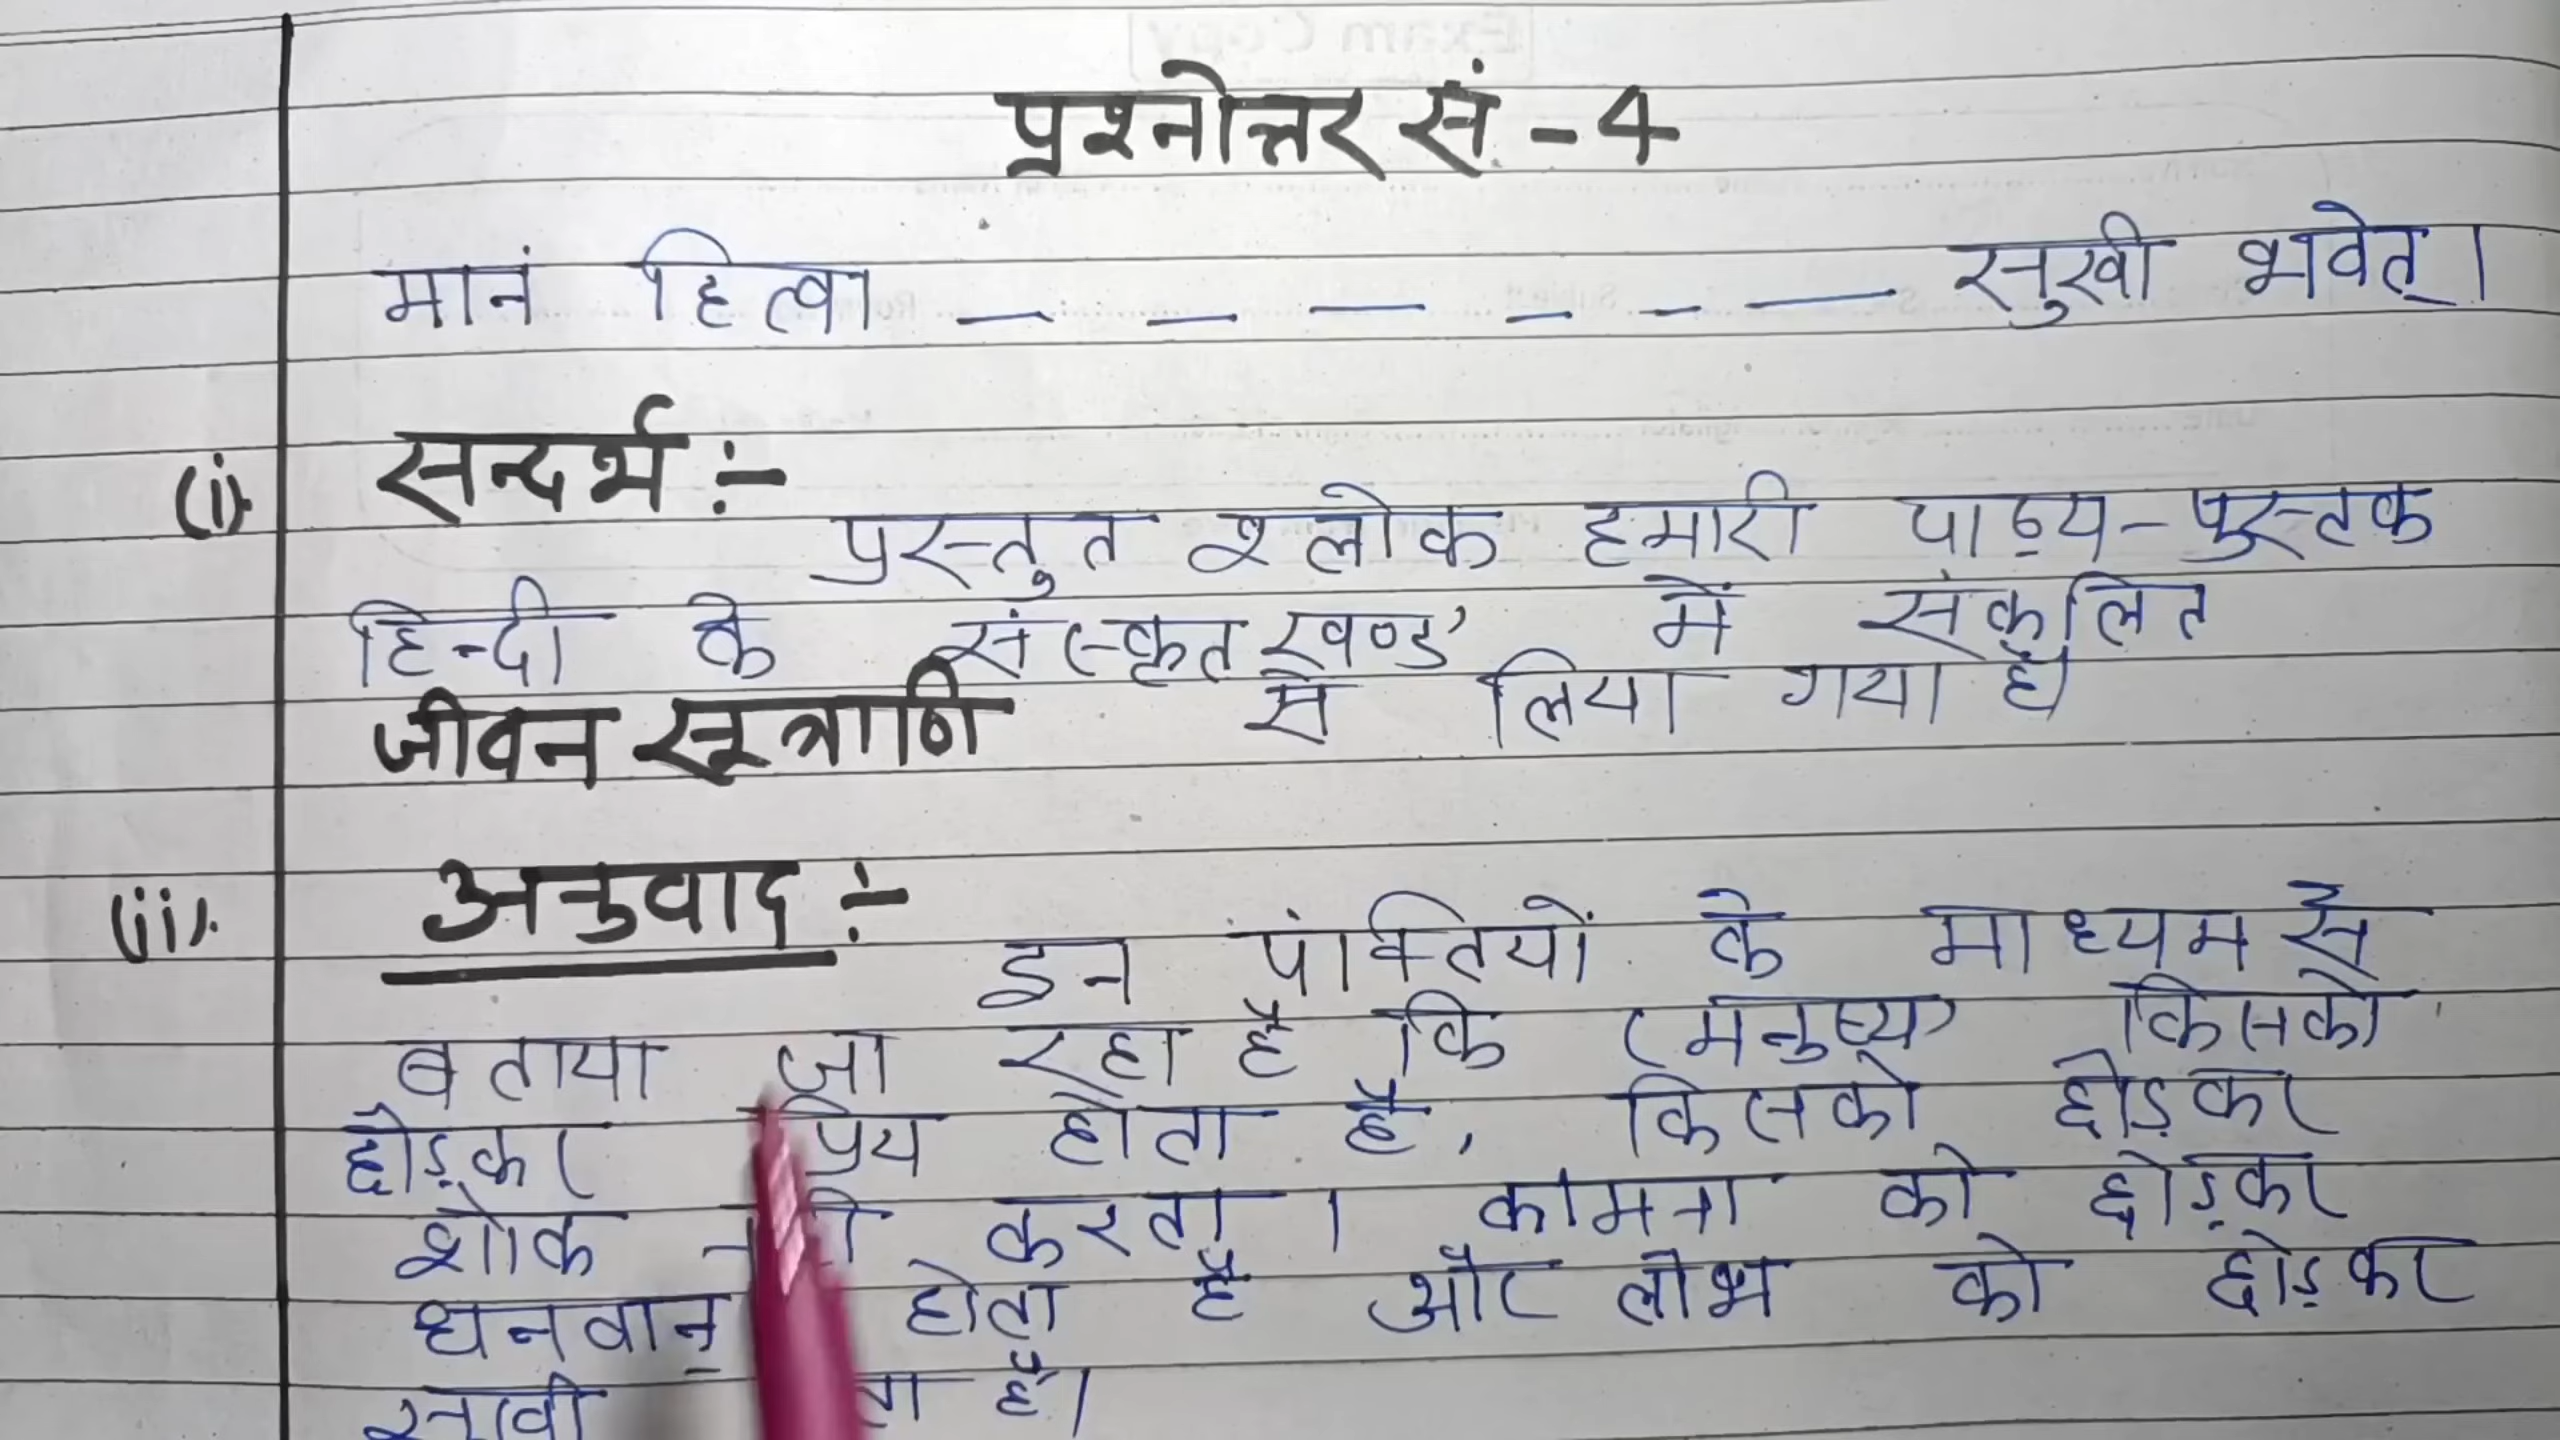 प्रश्नोत्तर सं - 4
मानं हित्वा _ _ _ _ _ _ सुखी भवेत् ।
(i) सन्दर्भ :-
प्रस्तुत श्लोक हमारी पाठ्य-पुस्तक
हिन्दी के संस्कृत खण्ड' में संकलित
जीवन सूत्राणि से लिया गया है।
(ii). अनुवाद :-
इन पंक्तियों के माध्यम से
बताया जा रहा है कि (मनुष्य) किसको
छोड़कर प्रिय होता है, किसको छोड़कर
शोक करता । कामना को छोड़कर
धनवान् होता है और लोभ को छोड़कर
सुखी है।